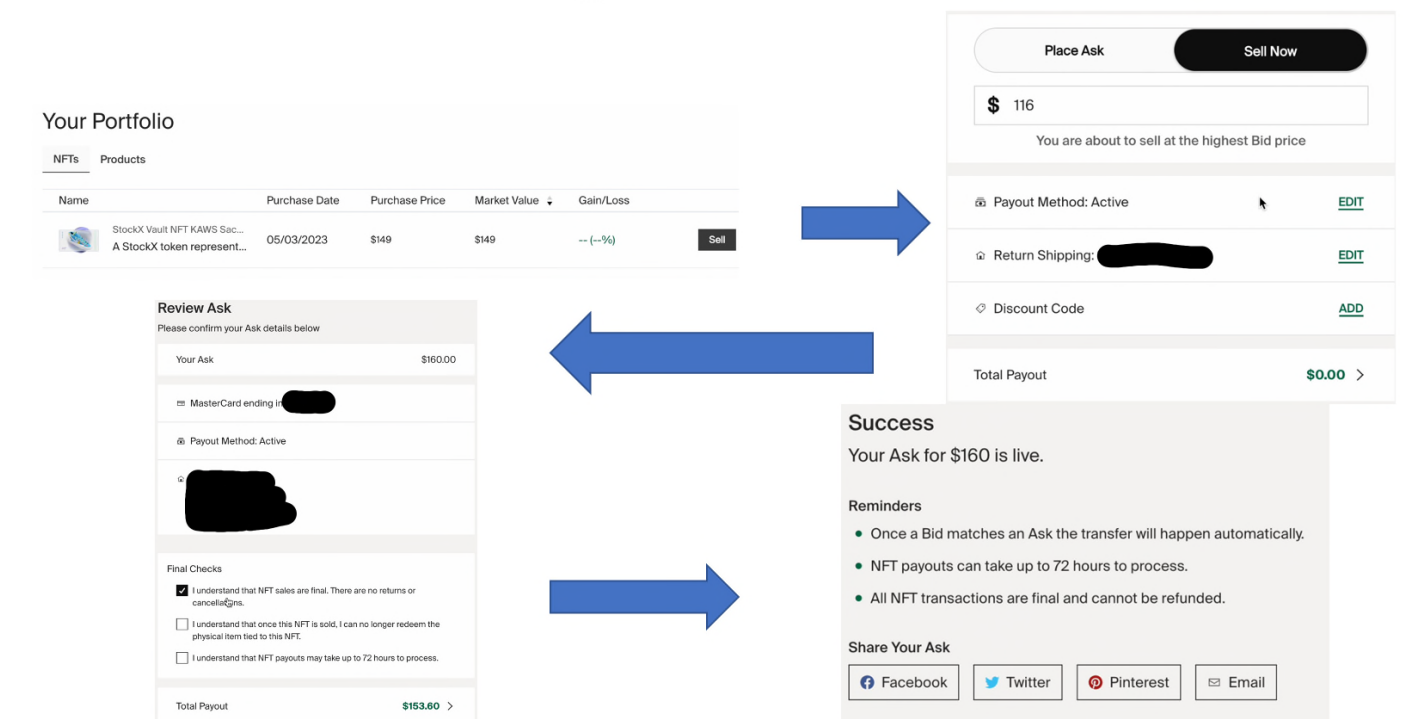 Your Portfolio
NFTs Products
Name Purchase Date Purchase Price Market Value Gain/Loss
StockX Vault NFT KAWS Sac...
A StockX token represent...
05/03/2023 $149 $149 -- (--%) Sell
Place Ask Sell Now
$ 116
You are about to sell at the highest Bid price
Payout Method: Active EDIT
Return Shipping: EDIT
Discount Code ADD
Total Payout $0.00 >
Review Ask
Please confirm your Ask details below
Your Ask $160.00
MasterCard ending in
Payout Method: Active
Final Checks
I understand that NFT sales are final. There are no returns or
cancellations.
I understand that once this NFT is sold, I can no longer redeem the
physical item tied to this NFT.
I understand that NFT payouts may take up to 72 hours to process.
Total Payout $153.60 >
Success
Your Ask for $160 is live.
Reminders
• Once a Bid matches an Ask the transfer will happen automatically.
• NFT payouts can take up to 72 hours to process.
• All NFT transactions are final and cannot be refunded.
Share Your Ask
Facebook Twitter Pinterest Email